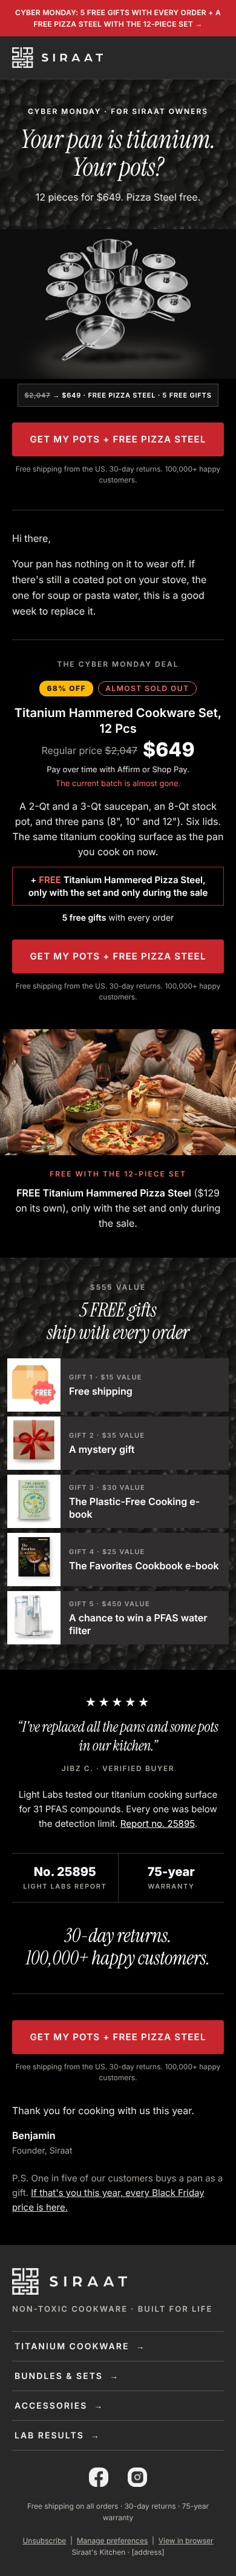 CYBER MONDAY: 5 FREE GIFTS WITH EVERY ORDER + A
FREE PIZZA STEEL WITH THE 12-PIECE SET →
SIRAAT
CYBER MONDAY · FOR SIRAAT OWNERS
Your pan is titanium.
Your pots?
12 pieces for $649. Pizza Steel free.
$2,047 → $649 · FREE PIZZA STEEL · 5 FREE GIFTS
GET MY POTS + FREE PIZZA STEEL
Free shipping from the US. 30-day returns. 100,000+ happy
customers.
Hi there,
Your pan has nothing on it to wear off. If
there's still a coated pot on your stove, the
one for soup or pasta water, this is a good
week to replace it.
THE CYBER MONDAY DEAL
68% OFF
ALMOST SOLD OUT
Titanium Hammered Cookware Set,
12 Pcs
Regular price $2,047 $649
Pay over time with Affirm or Shop Pay.
The current batch is almost gone.
A 2-Qt and a 3-Qt saucepan, an 8-Qt stock
pot, and three pans (8", 10" and 12"). Six lids.
The same titanium cooking surface as the pan
you cook on now.
+ FREE Titanium Hammered Pizza Steel,
only with the set and only during the sale
5 free gifts with every order
GET MY POTS + FREE PIZZA STEEL
Free shipping from the US. 30-day returns. 100,000+ happy
customers.
FREE WITH THE 12-PIECE SET
FREE Titanium Hammered Pizza Steel ($129
on its own), only with the set and only during
the sale.
$555 VALUE
5 FREE gifts
ship with every order
FREE
GIFT 1 · $15 VALUE
Free shipping
GIFT 2 · $35 VALUE
A mystery gift
GIFT 3 · $30 VALUE
The Plastic-Free Cooking e-
book
GIFT 4 · $25 VALUE
The Favorites Cookbook e-book
GIFT 5 · $450 VALUE
A chance to win a PFAS water
filter
★★★★★
“I've replaced all the pans and some pots
in our kitchen.”
JIBZ C. · VERIFIED BUYER
Light Labs tested our titanium cooking surface
for 31 PFAS compounds. Every one was below
the detection limit. Report no. 25895.
No. 25895
LIGHT LABS REPORT
75-year
WARRANTY
30-day returns.
100,000+ happy customers.
GET MY POTS + FREE PIZZA STEEL
Free shipping from the US. 30-day returns. 100,000+ happy
customers.
Thank you for cooking with us this year.
Benjamin
Founder, Siraat
P.S. One in five of our customers buys a pan as a
gift. If that's you this year, every Black Friday
price is here.
SIRAAT
NON-TOXIC COOKWARE · BUILT FOR LIFE
TITANIUM COOKWARE →
BUNDLES & SETS →
ACCESSORIES →
LAB RESULTS →
Free shipping on all orders · 30-day returns · 75-year
warranty
Unsubscribe | Manage preferences | View in browser
Siraat's Kitchen · [address]